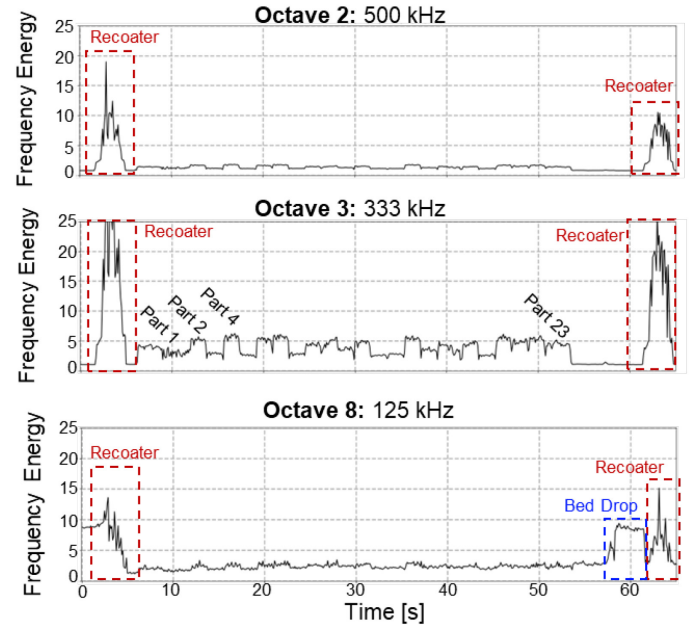 Octave 2: 500 kHz
Frequency Energy
25
20
15
10
5
0
Recoater
Recoater
Octave 3: 333 kHz
Frequency Energy
25
20
15
10
5
0
Recoater
Recoater
Part 1
Part 2
Part 4
Part 23
Octave 8: 125 kHz
Frequency Energy
25
20
15
10
5
0
Recoater
Bed Drop
Recoater
0 10 20 30 40 50 60
Time [s]